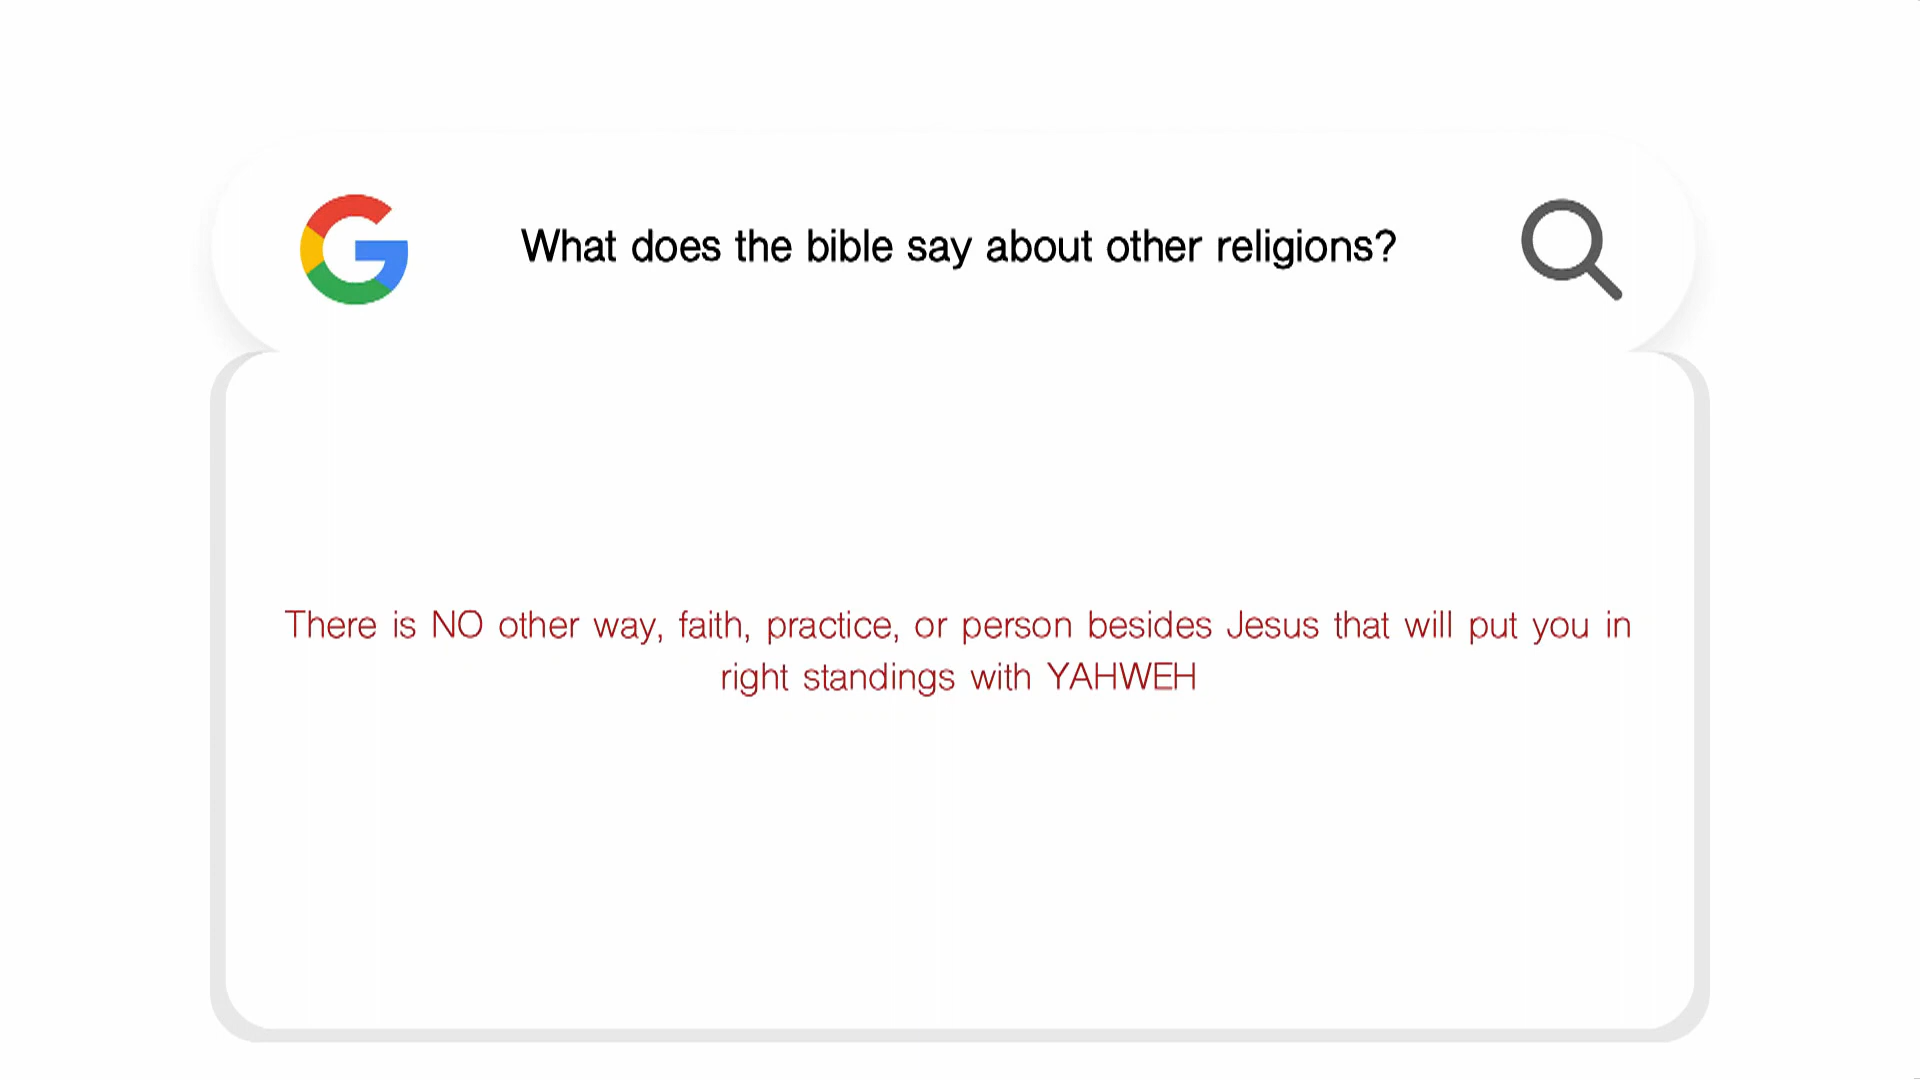 What does the bible say about other religions?
There is NO other way, faith, practice, or person besides Jesus that will put you in
right standings with YAHWEH